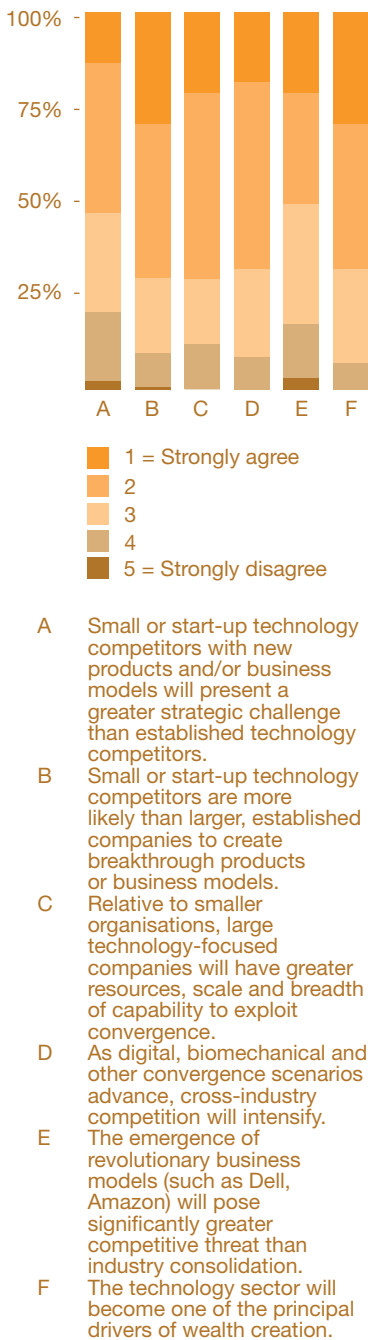 100%
75%
50%
25%
A B C D E F
1 = Strongly agree
2
3
4
5 = Strongly disagree
A Small or start-up technology
competitors with new
products and/or business
models will present a
greater strategic challenge
than established technology
competitors.
B Small or start-up technology
competitors are more
likely than larger, established
companies to create
breakthrough products
or business models.
C Relative to smaller
organisations, large
technology-focused
companies will have greater
resources, scale and breadth
of capability to exploit
convergence.
D As digital, biomechanical and
other convergence scenarios
advance, cross-industry
competition will intensify.
E The emergence of
revolutionary business
models (such as Dell,
Amazon) will pose
significantly greater
competitive threat than
industry consolidation.
F The technology sector will
become one of the principal
drivers of wealth creation.